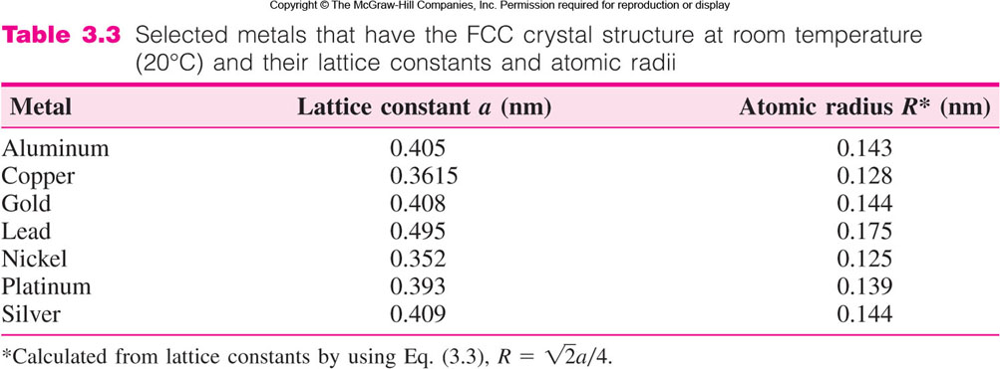 Copyright © The McGraw-Hill Companies, Inc. Permission required for reproduction or display
Table 3.3 Selected metals that have the FCC crystal structure at room temperature
(20°C) and their lattice constants and atomic radii
Metal Lattice constant a (nm) Atomic radius R* (nm)
Aluminum 0.405 0.143
Copper 0.3615 0.128
Gold 0.408 0.144
Lead 0.495 0.175
Nickel 0.352 0.125
Platinum 0.393 0.139
Silver 0.409 0.144
*Calculated from lattice constants by using Eq. (3.3), R = √2a/4.